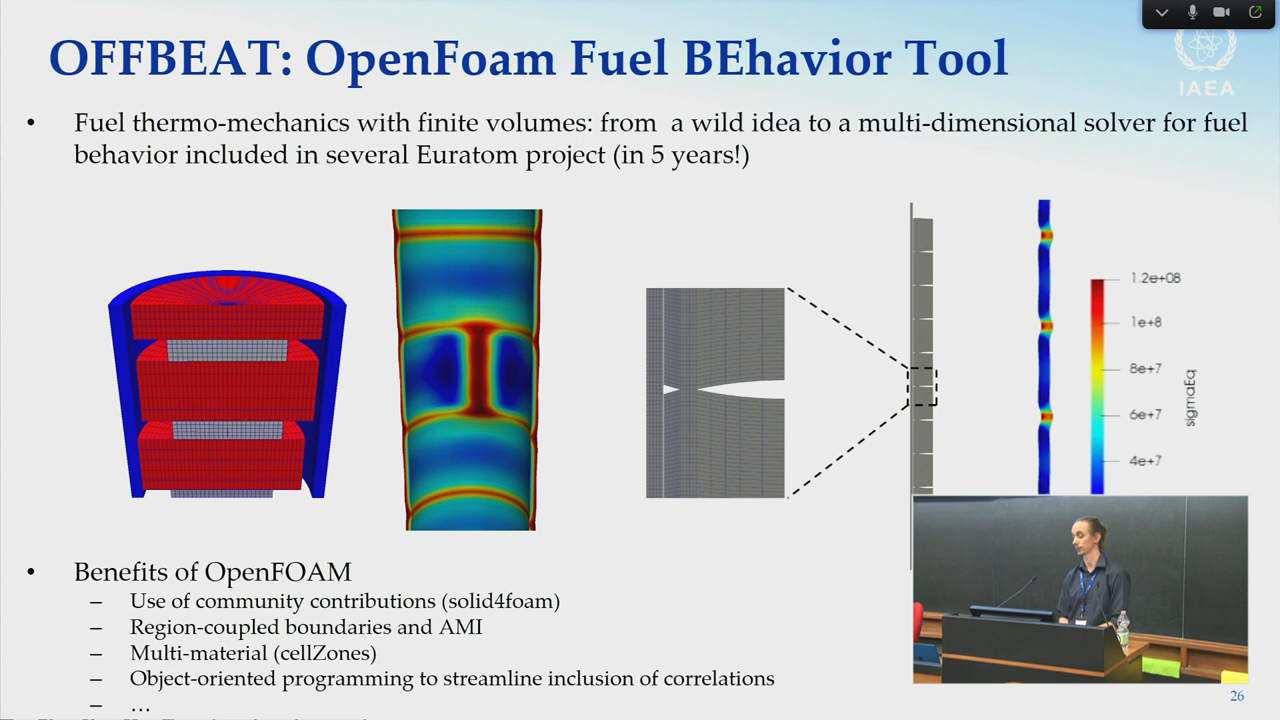 OFFBEAT: OpenFoam Fuel BEhavior Tool
IAEA
• Fuel thermo-mechanics with finite volumes: from a wild idea to a multi-dimensional solver for fuel
behavior included in several Euratom project (in 5 years!)
1.2e+08
1e+8
8e+7
6e+7
4e+7
sigmaEq
• Benefits of OpenFOAM
– Use of community contributions (solid4foam)
– Region-coupled boundaries and AMI
– Multi-material (cellZones)
– Object-oriented programming to streamline inclusion of correlations
– …
26